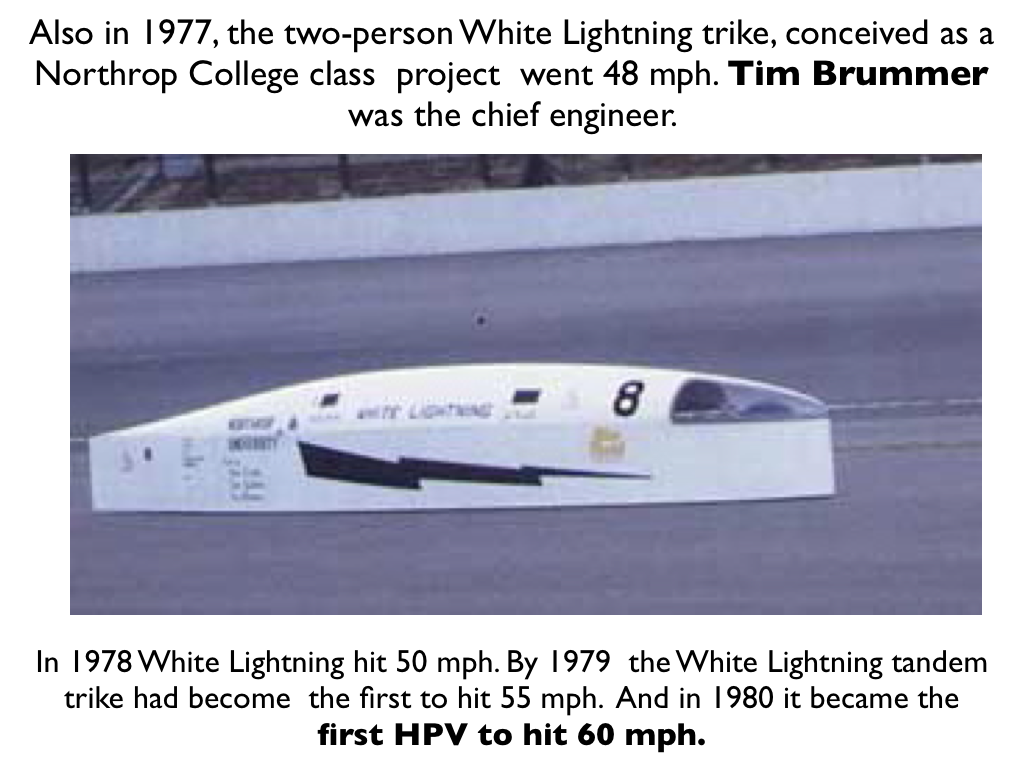 Also in 1977, the two-person White Lightning trike, conceived as a
Northrop College class project went 48 mph. Tim Brummer
was the chief engineer.
8
WHITE LIGHTNING
NORTHROP
UNIVERSITY
8
In 1978 White Lightning hit 50 mph. By 1979 the White Lightning tandem
trike had become the first to hit 55 mph. And in 1980 it became the
first HPV to hit 60 mph.